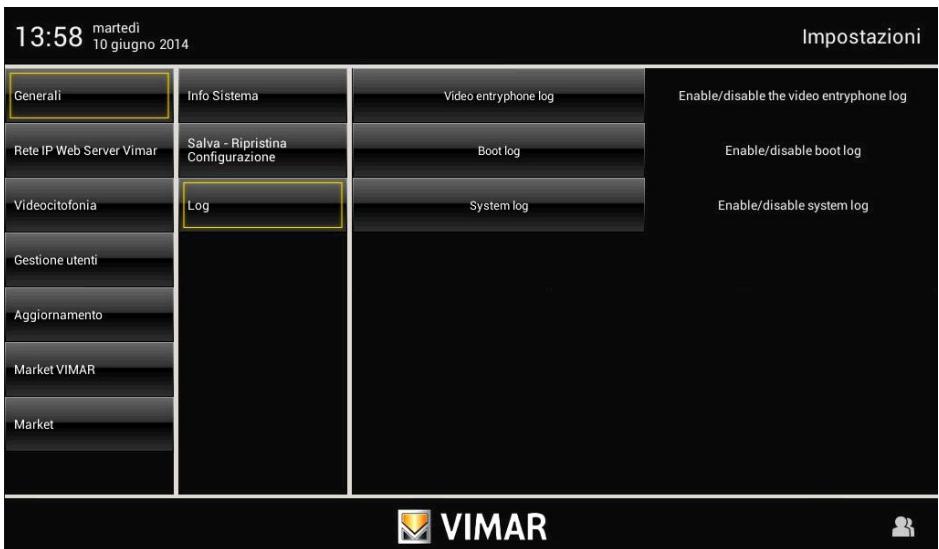 13:58 martedì
10 giugno 2014
Impostazioni
Generali
Rete IP Web Server Vimar
Videocitofonia
Gestione utenti
Aggiornamento
Market VIMAR
Market
Info Sistema
Salva - Ripristina
Configurazione
Log
Video entryphone log
Enable/disable the video entryphone log
Boot log
Enable/disable boot log
System log
Enable/disable system log
VIMAR